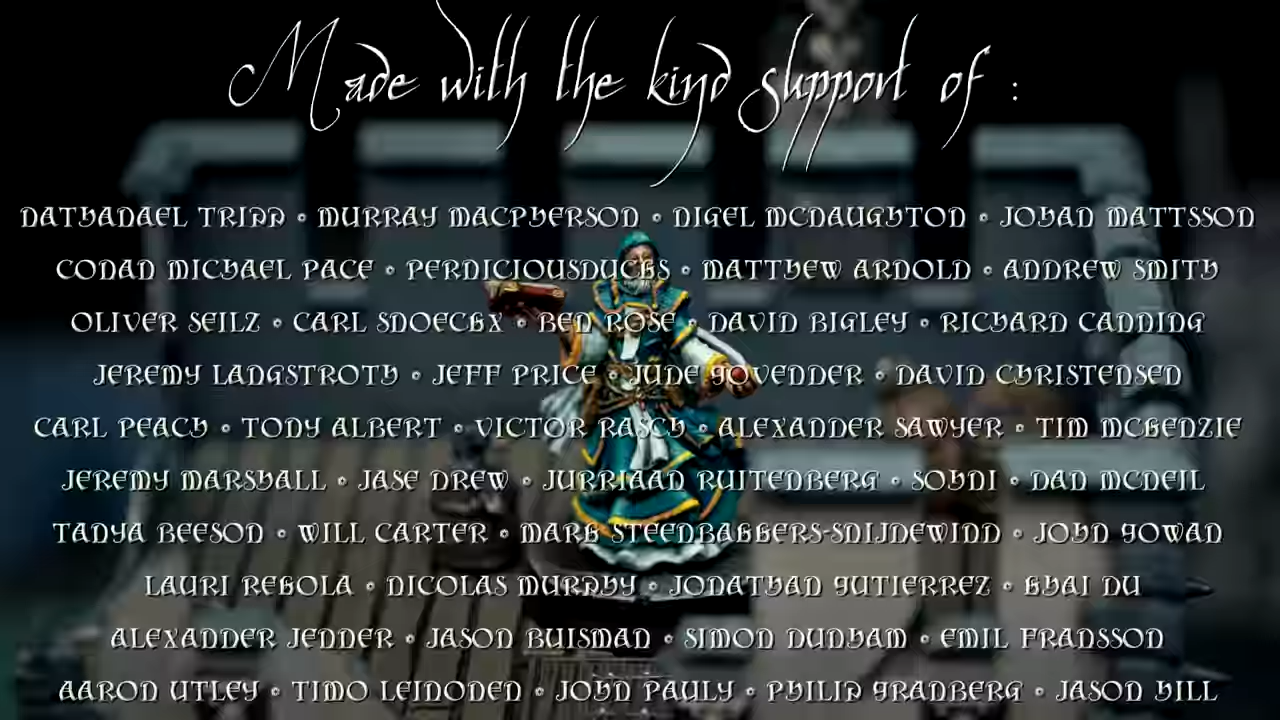 Made with the kind support of :
NATHANAEL TRIPP • MURRAY MACPHERSON • NIGEL MCNAUGHTON • JOHAN MATTSSON
CONAN MICHAEL PACE • PERNICIOUSDUCKS • MATTHEW ARNOLD • ANDREW SMITH
OLIVER SEILZ • CARL SNOECKX • BEN ROSE • DAVID BIGLEY • RICHARD CANNING
JEREMY LANGSTROTH • JEFF PRICE • JUNE GOVENDER • DAVID CHRISTENSEN
CARL PEACH • TONY ALBERT • VICTOR RASCH • ALEXANDER SAWYER • TIM MCKENZIE
JEREMY MARSHALL • JASE DREW • JURRIAAN RUITENBERG • SOHNI • DAN MCNEIL
TANYA BEESON • WILL CARTER • MARK STEENBAKKERS-SNIJDEWIND • JOHN GOWAN
LAURI REKOLA • NICOLAS MURPHY • JONATHAN GUTIERREZ • KHAI DU
ALEXANDER JENNER • JASON BUISMAN • SIMON DUNHAM • EMIL FRANSSON
AARON UTLEY • TIMO LEINONEN • JOHN PAULY • PHILIP GRANBERG • JASON HILL